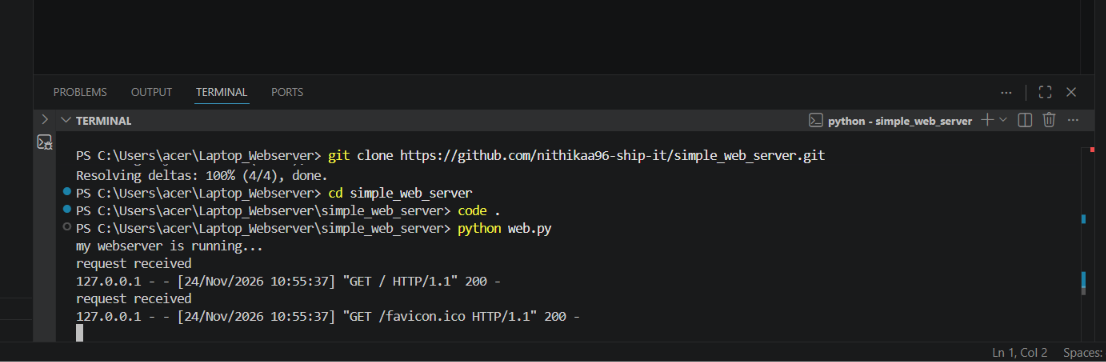 PROBLEMS OUTPUT TERMINAL PORTS
TERMINAL python - simple_web_server
PS C:\Users\acer\Laptop_Webserver> git clone https://github.com/nithikaa96-ship-it/simple_web_server.git
Resolving deltas: 100% (4/4), done.
PS C:\Users\acer\Laptop_Webserver> cd simple_web_server
PS C:\Users\acer\Laptop_Webserver\simple_web_server> code .
PS C:\Users\acer\Laptop_Webserver\simple_web_server> python web.py
my webserver is running...
request received
127.0.0.1 - - [24/Nov/2026 10:55:37] "GET / HTTP/1.1" 200 -
request received
127.0.0.1 - - [24/Nov/2026 10:55:37] "GET /favicon.ico HTTP/1.1" 200 -
Ln 1, Col 2 Spaces: